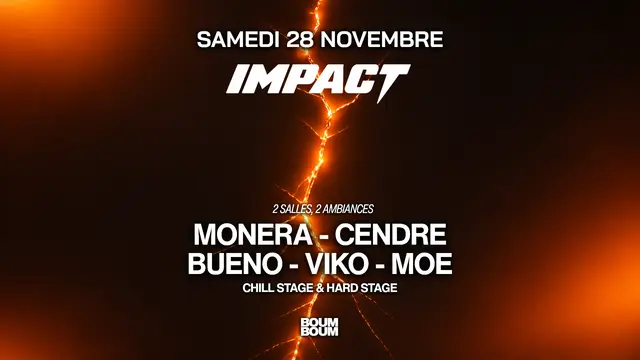 SAMEDI 28 NOVEMBRE
IMPACT
2 SALLES, 2 AMBIANCES
MONERA - CENDRE
BUENO - VIKO - MOE
CHILL STAGE & HARD STAGE
BOUM
BOUM